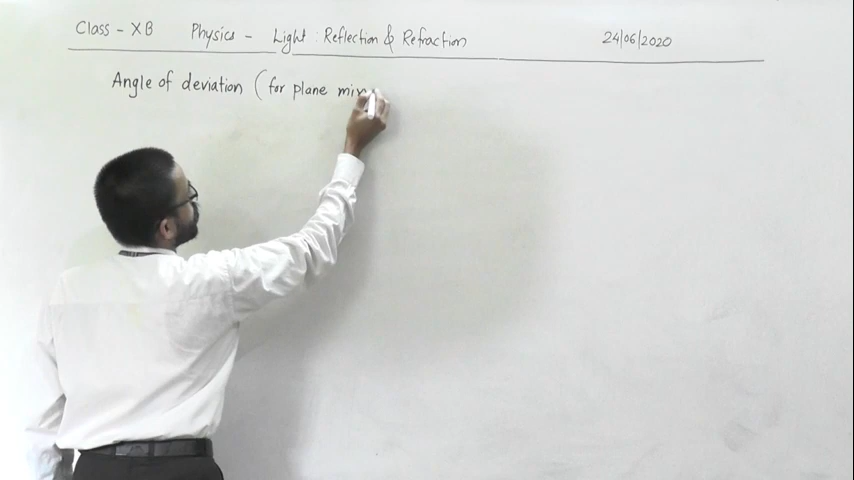 Class - XB Physics - Light : Reflection & Refraction 24/06/2020
Angle of deviation (for plane mir